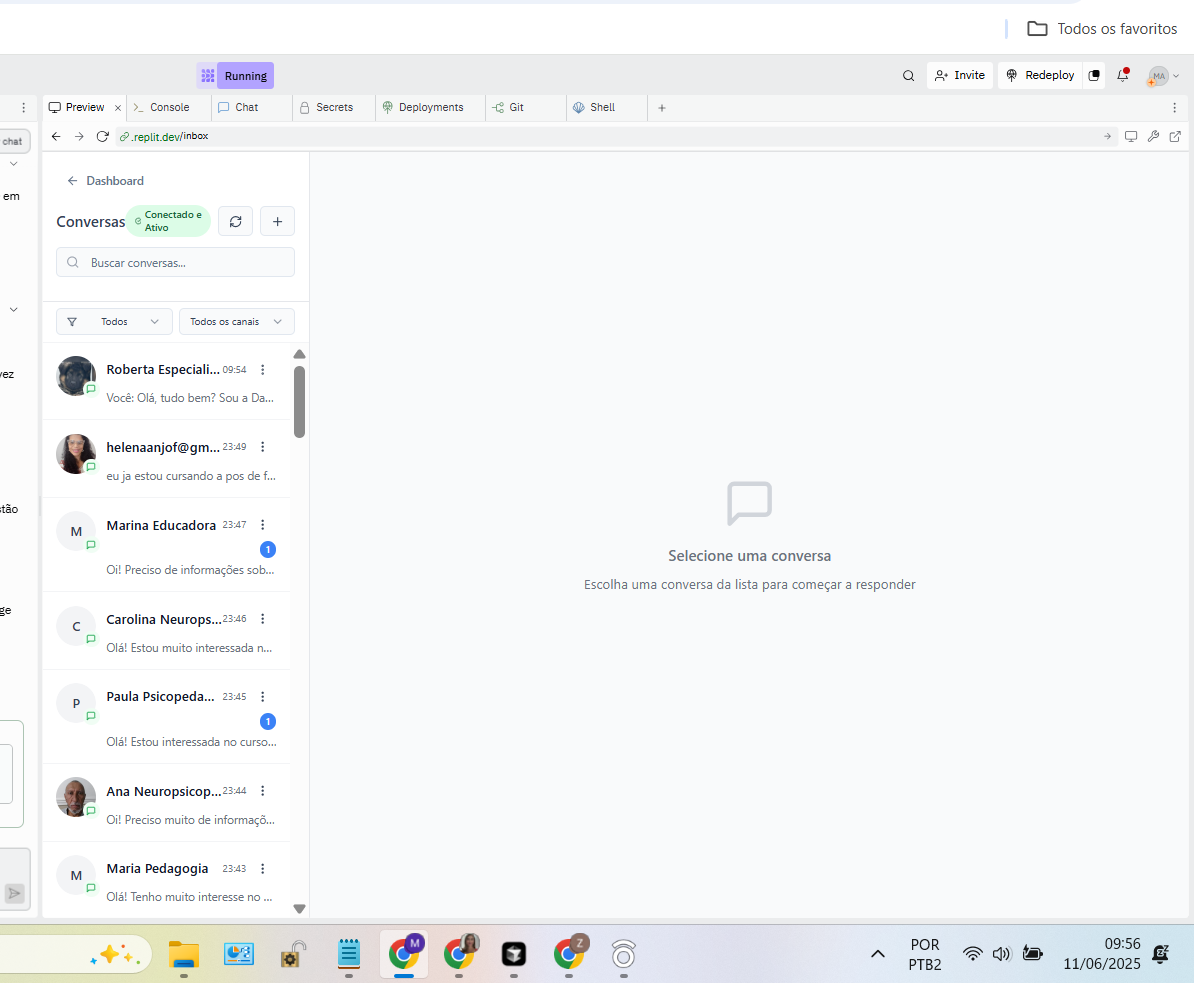 Todos os favoritos
Running
Invite
Redeploy
MA
Preview
Console
Chat
Secrets
Deployments
Git
Shell
chat
.replit.dev/inbox
em
vez
stão
ge
Dashboard
Conversas
Conectado e
Ativo
Buscar conversas...
Todos
Todos os canais
Roberta Especiali... 09:54
Você: Olá, tudo bem? Sou a Da...
helenaanjof@gm... 23:49
eu ja estou cursando a pos de f...
M
Marina Educadora 23:47
1
Oi! Preciso de informações sob...
C
Carolina Neurops... 23:46
Olá! Estou muito interessada n...
P
Paula Psicopeda... 23:45
1
Olá! Estou interessada no curso...
Ana Neuropsicop... 23:44
Oi! Preciso muito de informaçõ...
M
Maria Pedagogia 23:43
Olá! Tenho muito interesse no ...
Selecione uma conversa
Escolha uma conversa da lista para começar a responder
M
Z
POR
PTB2
09:56
11/06/2025